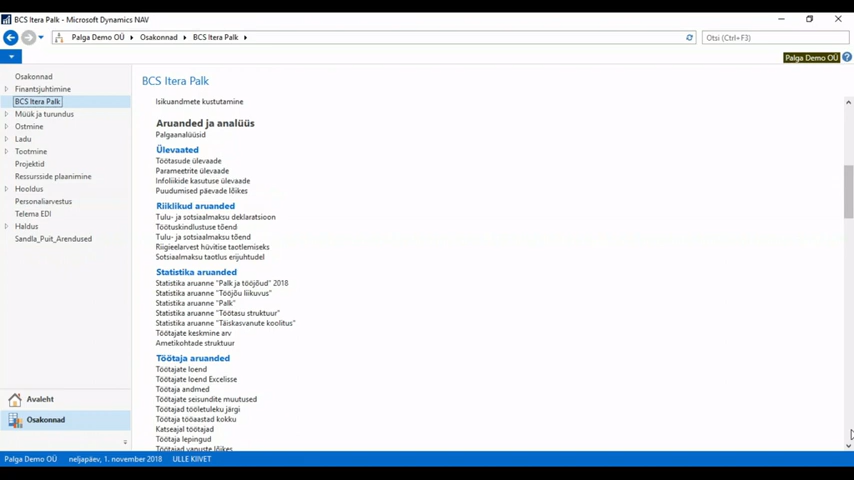 BCS Itera Palk - Microsoft Dynamics NAV
Palga Demo OÜ
Osakonnad
BCS Itera Palk
Otsi (Ctrl+F3)
Palga Demo OÜ
Osakonnad
Finantsjuhtimine
BCS Itera Palk
Müük ja turundus
Ostmine
Ladu
Tootmine
Projektid
Ressursside plaanimine
Hooldus
Personaliarvestus
Telema EDI
Haldus
Sandla_Puit_Arendused
Avaleht
Osakonnad
BCS Itera Palk
Isikuandmete kustutamine
Aruanded ja analüüs
Palgaanalüüsid
Ülevaated
Töötasude ülevaade
Parameetrite ülevaade
Infoliikide kasutuse ülevaade
Puudumised päevade lõikes
Riiklikud aruanded
Tulu- ja sotsiaalmaksu deklaratsioon
Töötuskindlustuse tõend
Tulu- ja sotsiaalmaksu tõend
Riigieelarvest hüvitise taotlemiseks
Sotsiaalmaksu taotlus erijuhtudel
Statistika aruanded
Statistika aruanne "Palk ja tööjõud" 2018
Statistika aruanne "Tööjõu liikuvus"
Statistika aruanne "Palk"
Statistika aruanne "Töötasu struktuur"
Statistika aruanne "Täiskasvanute koolitus"
Töötajate keskmine arv
Ametikohtade struktuur
Töötaja aruanded
Töötajate loend
Töötajate loend Excelisse
Töötaja andmed
Töötajate seisundite muutused
Töötajad tööletuleku järgi
Töötaja tööaastad kokku
Katseajal töötajad
Töötaja lepingud
Töötajad vanuste lõikes
Palga Demo OÜ
neljapäev, 1. november 2018
ULLE KIIVET